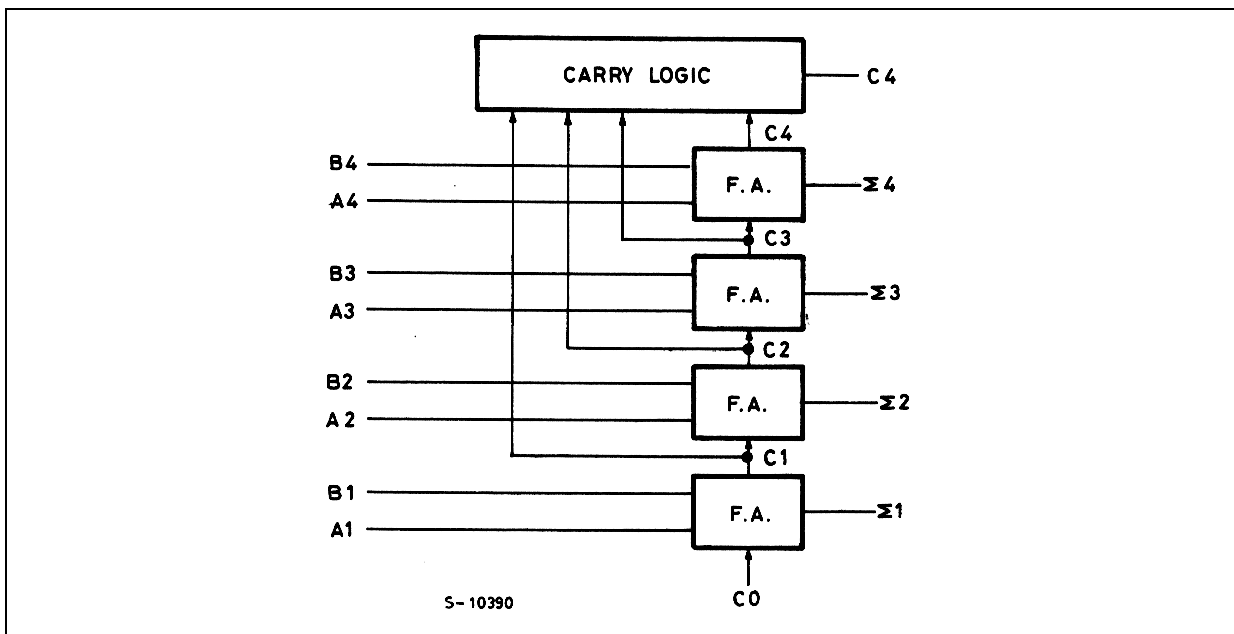 CARRY LOGIC
C4
C4
B4
F.A.
Σ4
A4
C3
B3
F.A.
Σ3
A3
C2
B2
F.A.
Σ2
A2
C1
B1
F.A.
Σ1
A1
S-10390
C0